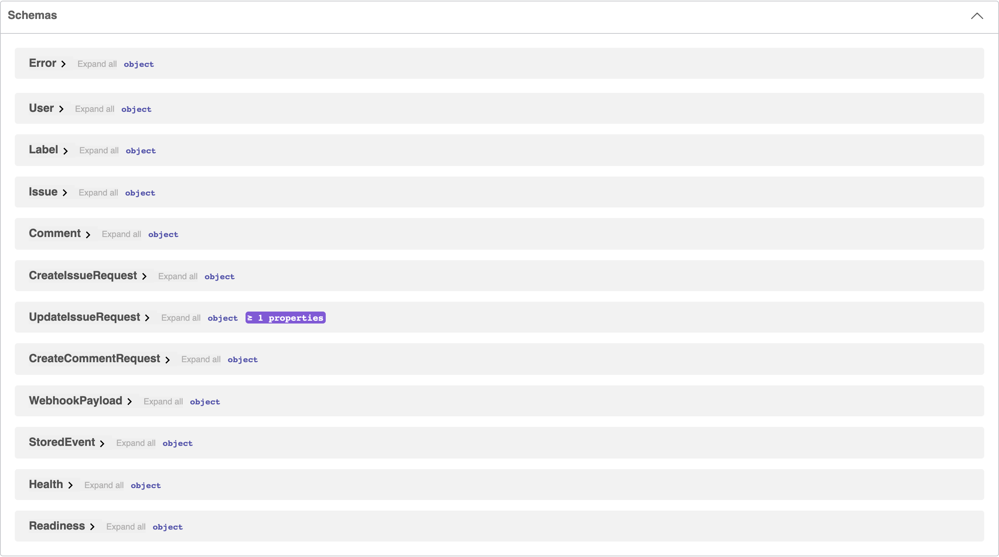 Schemas
Error Expand all object
User Expand all object
Label Expand all object
Issue Expand all object
Comment Expand all object
CreateIssueRequest Expand all object
UpdateIssueRequest Expand all object ≥ 1 properties
CreateCommentRequest Expand all object
WebhookPayload Expand all object
StoredEvent Expand all object
Health Expand all object
Readiness Expand all object